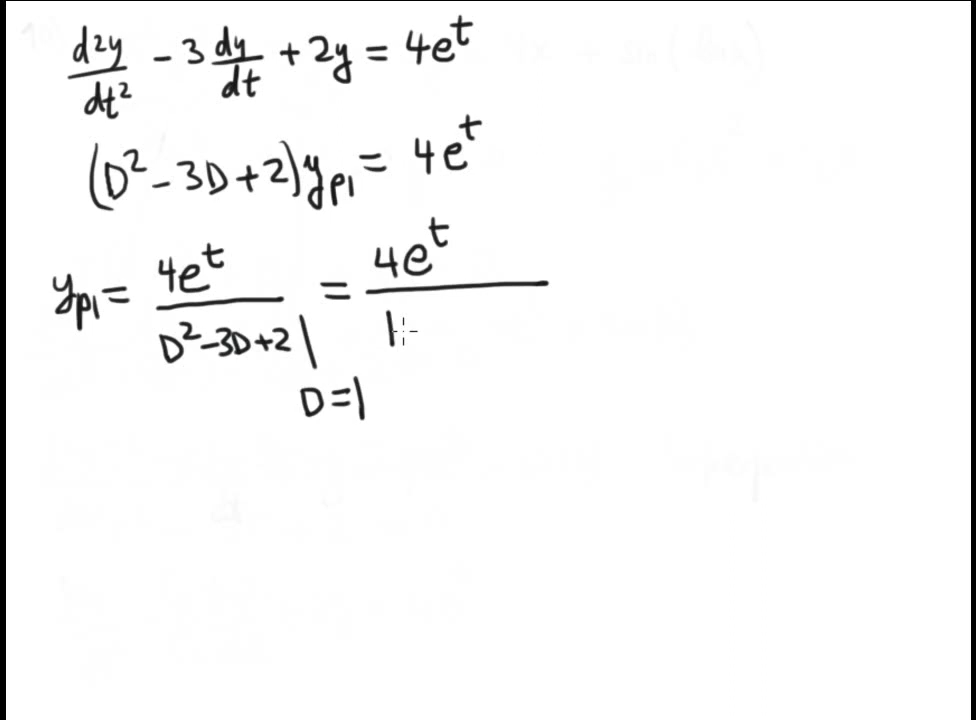 d2y/dt² - 3 dy/dt + 2y = 4e^t
(D² - 3D + 2)y_p1 = 4e^t
y_p1 = 4e^t / D² - 3D + 2 | D = 1 = 4e^t / 1